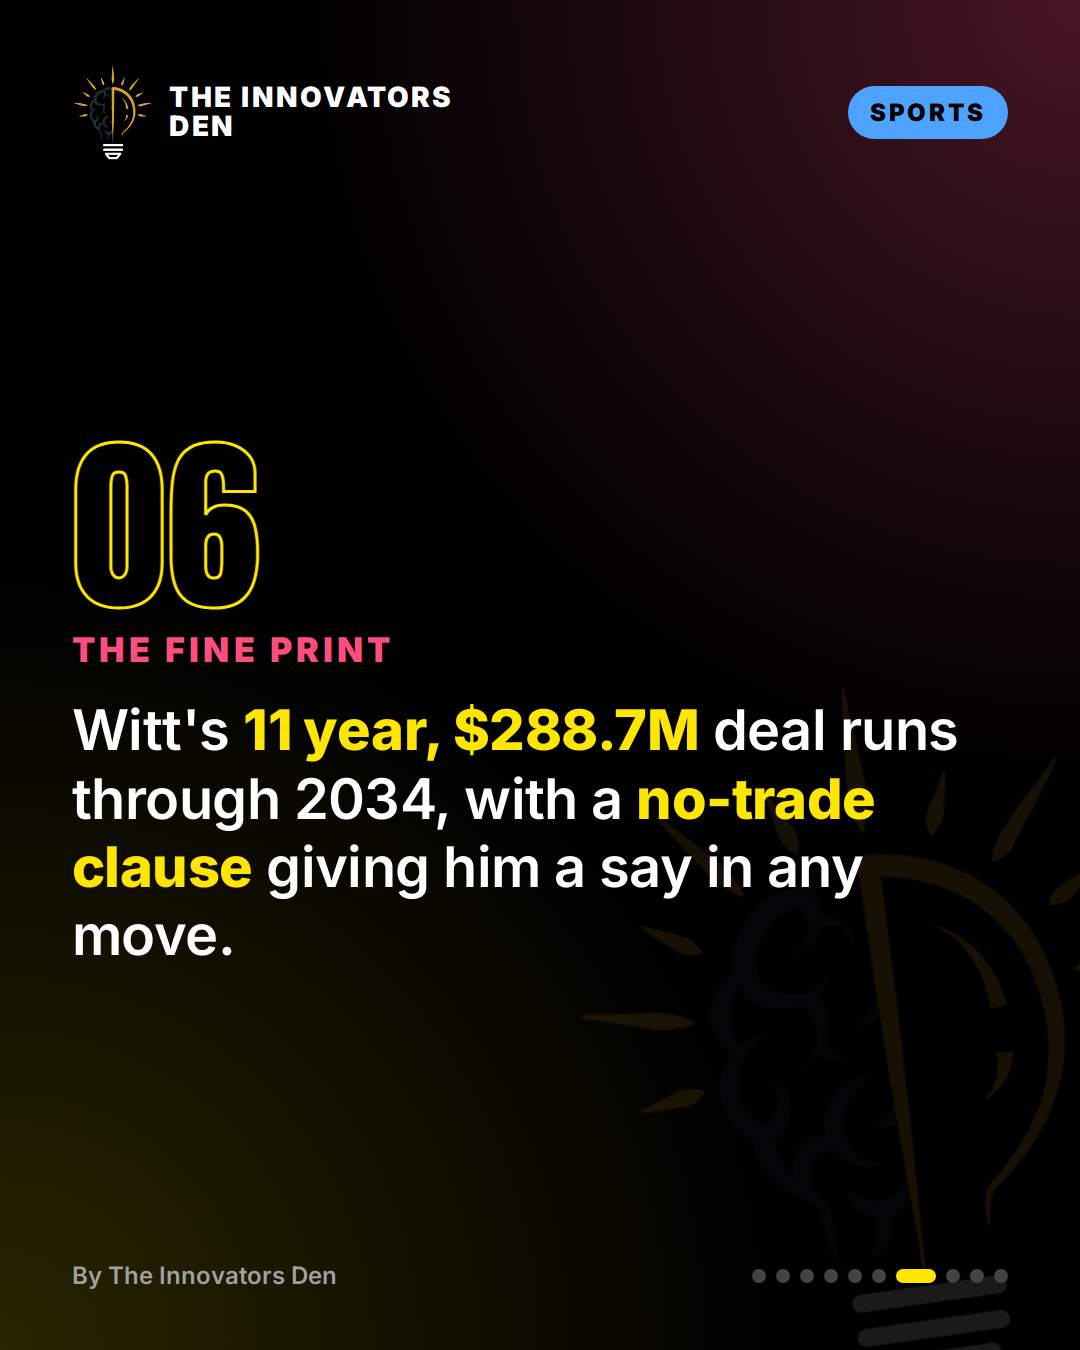 THE INNOVATORS
DEN
SPORTS
06
THE FINE PRINT
Witt's 11 year, $288.7M deal runs
through 2034, with a no-trade
clause giving him a say in any
move.
By The Innovators Den